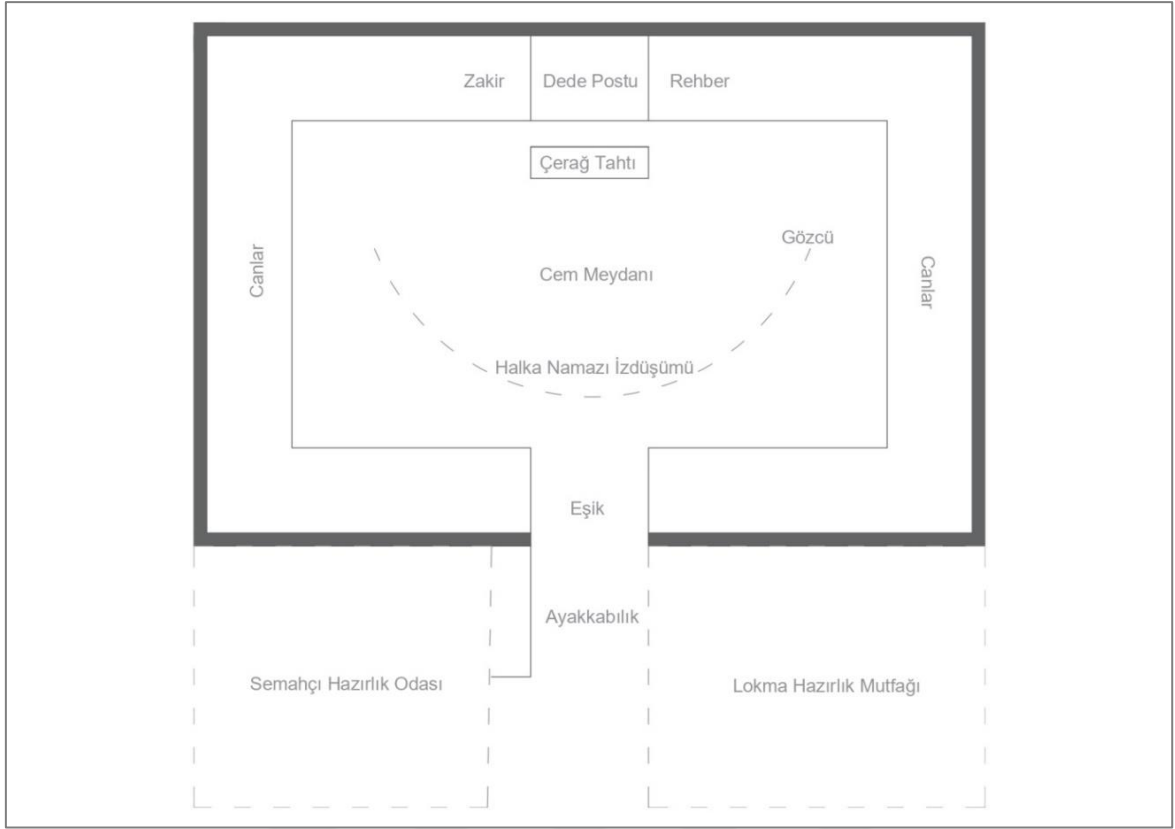 Zakir
Dede Postu
Rehber
Çerağ Tahtı
Gözcü
Canlar
Cem Meydanı
Canlar
Halka Namazı İzdüşümü
Eşik
Ayakkabılık
Semahçı Hazırlık Odası
Lokma Hazırlık Mutfağı